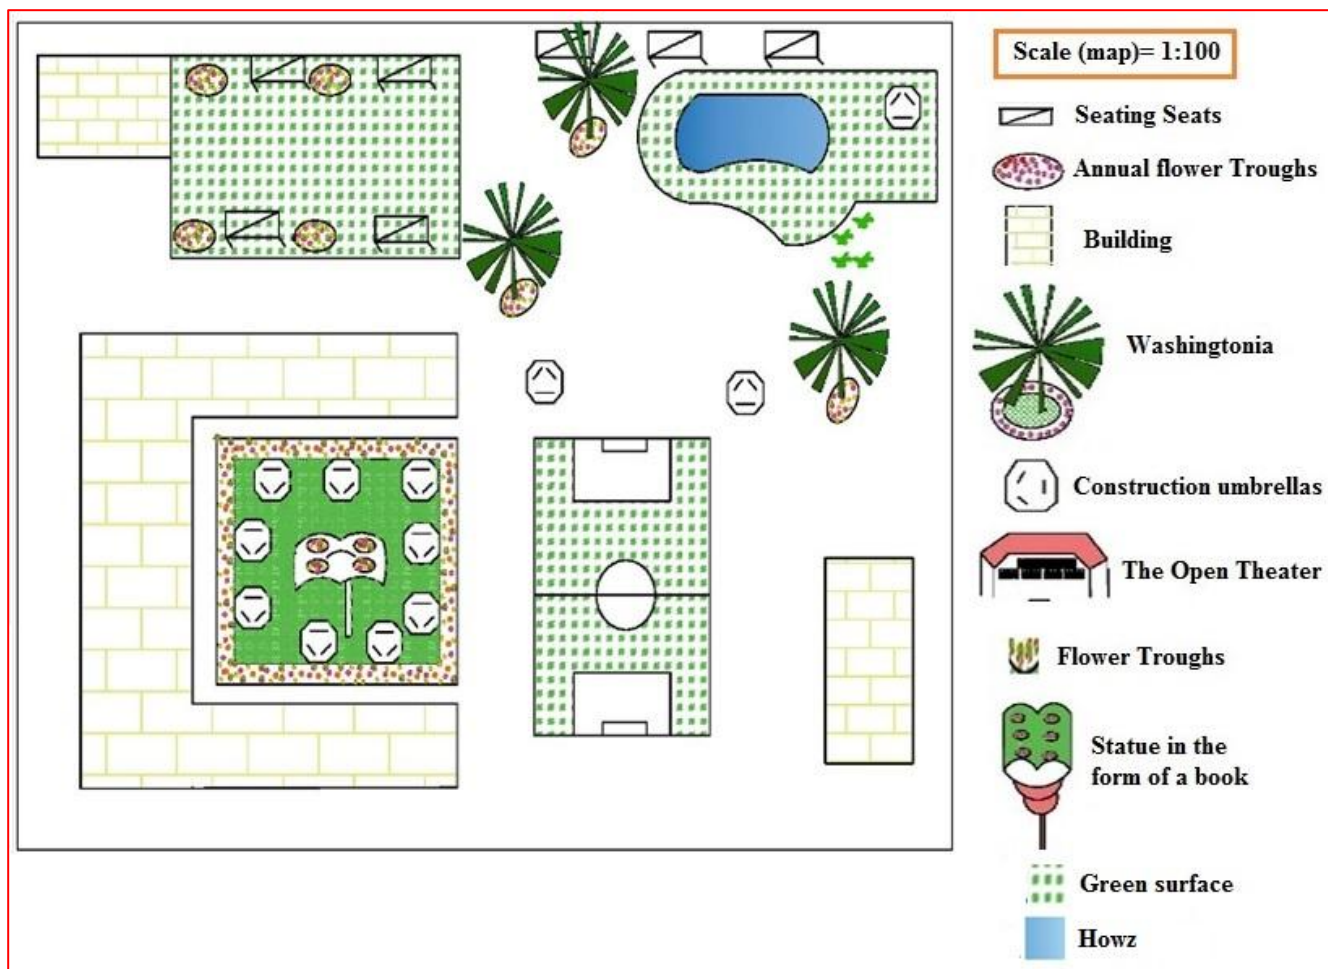 Scale (map)= 1:100
Seating Seats
Annual flower Troughs
Building
Washingtonia
Construction umbrellas
The Open Theater
Flower Troughs
Statue in the
form of a book
Green surface
Howz